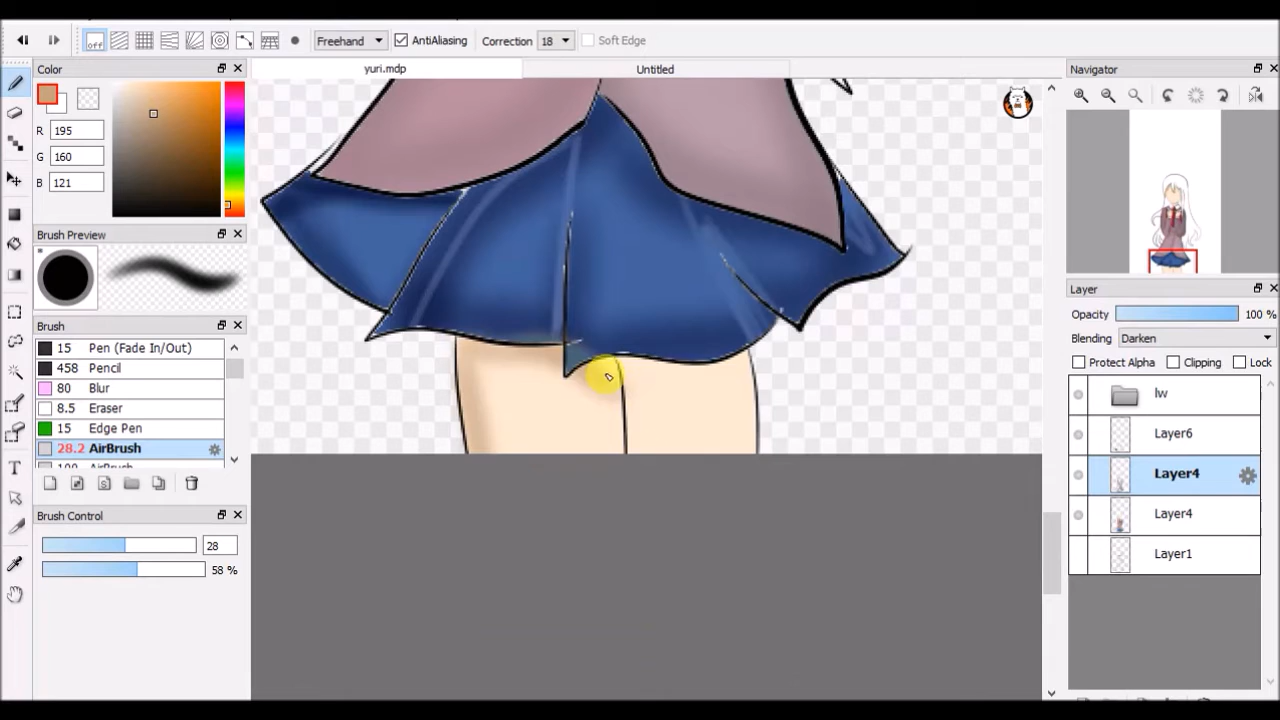 off
Freehand
AntiAliasing
Correction
18
Soft Edge
Color
yuri.mdp
Untitled
Navigator
R
195
G
160
B
121
Brush Preview
Layer
Opacity
100 %
Brush
Blending
Darken
15
Pen (Fade In/Out)
Protect Alpha
Clipping
Lock
458
Pencil
80
Blur
lw
8.5
Eraser
15
Edge Pen
Layer6
28.2
AirBrush
Layer4
Layer4
Brush Control
28
Layer1
58 %
T